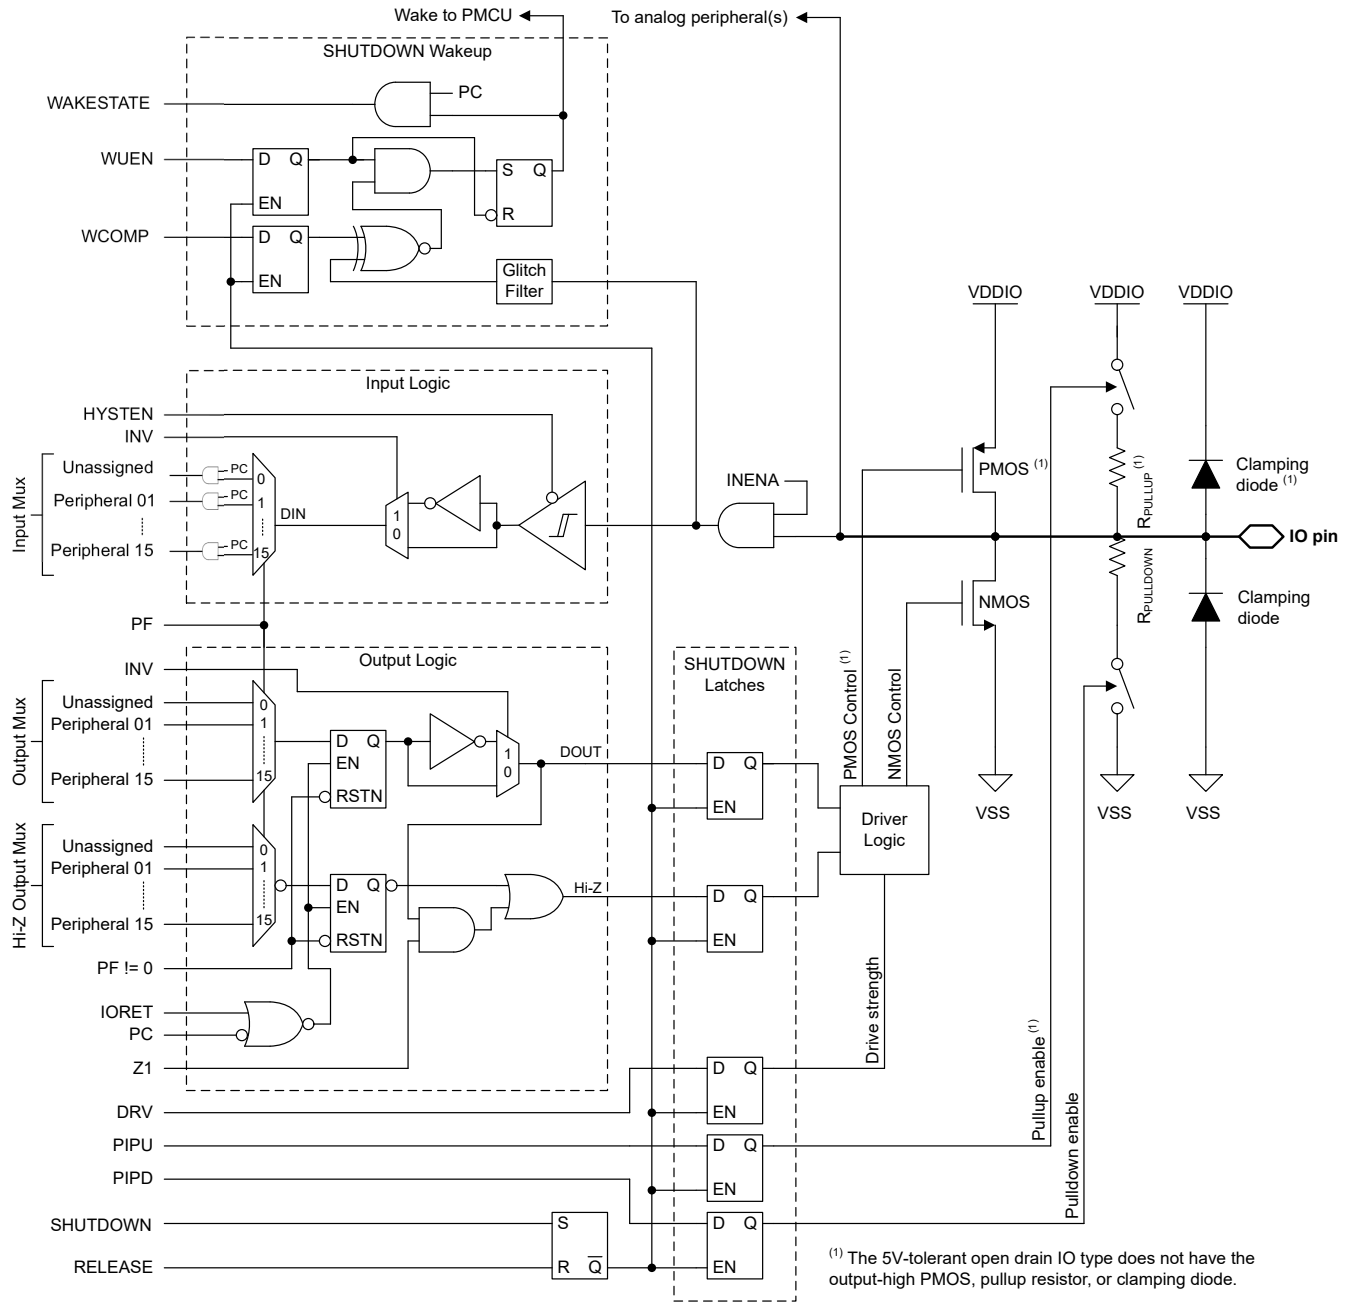 Wake to PMCU
To analog peripheral(s)
SHUTDOWN Wakeup
WAKESTATE
PC
WUEN
D Q
EN
S Q
R
WCOMP
D Q
EN
Glitch
Filter
VDDIO
VDDIO
VDDIO
Input Logic
HYSTEN
INV
Input Mux
Unassigned
PC
0
Peripheral 01
PC
1
Peripheral 15
PC
15
DIN
1
0
INENA
PMOS (1)
RPULLUP (1)
Clamping
diode (1)
IO pin
RPULLDOWN
NMOS
Clamping
diode
PF
Output Logic
INV
Output Mux
Unassigned
0
Peripheral 01
1
Peripheral 15
15
D Q
EN
RSTN
1
0
DOUT
SHUTDOWN
Latches
D Q
EN
PMOS Control (1)
NMOS Control
Driver
Logic
VSS
VSS
VSS
Hi-Z Output Mux
Unassigned
0
Peripheral 01
1
Peripheral 15
15
D Q
EN
RSTN
Hi-Z
D Q
EN
PF != 0
IORET
PC
Z1
Drive strength
D Q
EN
DRV
PIPU
D Q
EN
Pullup enable (1)
PIPD
Pulldown enable
SHUTDOWN
S
RELEASE
R Q
D Q
EN
(1) The 5V-tolerant open drain IO type does not have the
output-high PMOS, pullup resistor, or clamping diode.